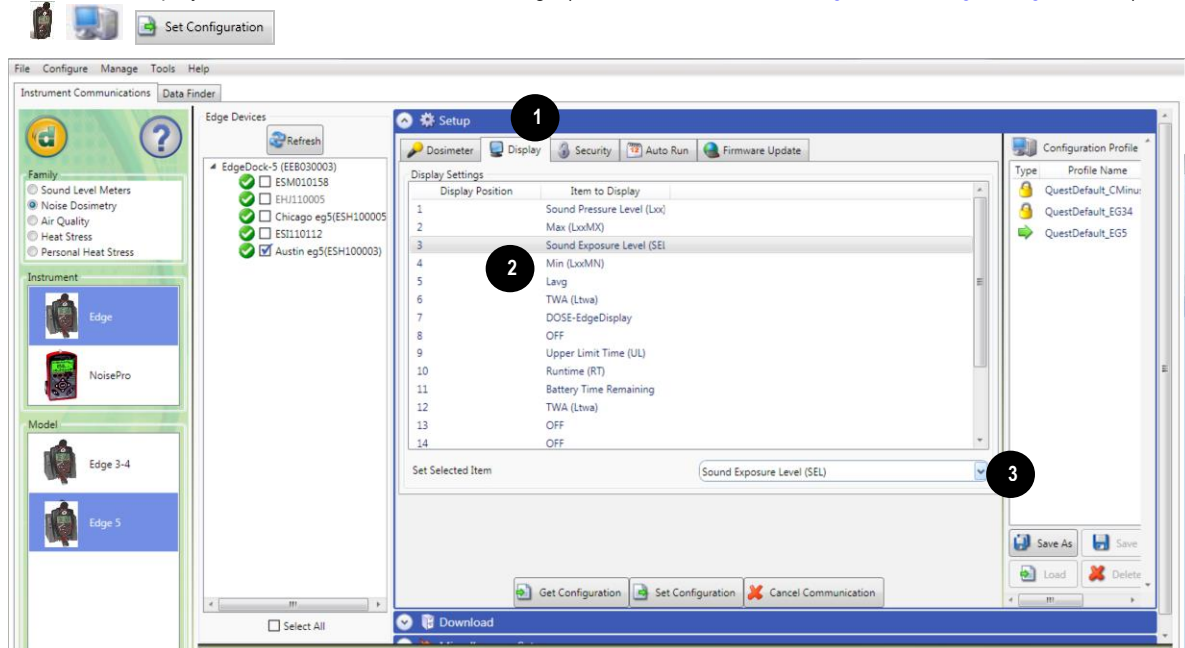 Set Configuration
File Configure Manage Tools Help
Instrument Communications Data Finder
Family
Sound Level Meters
Noise Dosimetry
Air Quality
Heat Stress
Personal Heat Stress
Instrument
Edge
NoisePro
Model
Edge 3-4
Edge 5
Edge Devices
Refresh
EdgeDock-5 (EEB030003)
ESM010158
EHJ110005
Chicago eg5(ESH100005
ESI110112
Austin eg5(ESH100003)
Select All
Setup 1
Dosimeter Display Security Auto Run Firmware Update
Display Settings
Display Position Item to Display
1 Sound Pressure Level (Lxx)
2 Max (LxxMX)
3 Sound Exposure Level (SEL
4 Min (LxxMN)
2
5 Lavg
6 TWA (Ltwa)
7 DOSE-EdgeDisplay
8 OFF
9 Upper Limit Time (UL)
10 Runtime (RT)
11 Battery Time Remaining
12 TWA (Ltwa)
13 OFF
14 OFF
Set Selected Item Sound Exposure Level (SEL) 3
Get Configuration Set Configuration Cancel Communication
Download
Configuration Profile
Type Profile Name
QuestDefault_CMinu
QuestDefault_EG34
QuestDefault_EG5
Save As Save
Load Delete